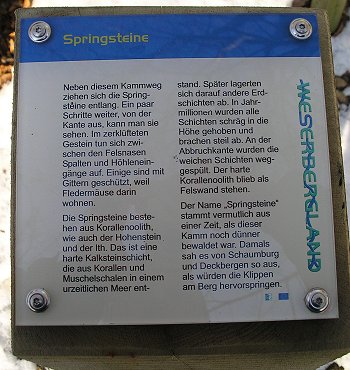 Springsteine
Neben diesem Kammweg
ziehen sich die Spring-
steine entlang. Ein paar
Schritte weiter, von der
Kante aus, kann man sie
sehen. Im zerklüfteten
Gestein tun sich zwi-
schen den Felsnasen
Spalten und Höhlenein-
gänge auf. Einige sind mit
Gittern geschützt, weil
Fledermäuse darin
wohnen.
Die Springsteine beste-
hen aus Korallenoolith,
wie auch der Hohenstein
und der Ith. Das ist eine
harte Kalksteinschicht,
die aus Korallen und
Muschelschalen in einem
urzeitlichen Meer ent-
stand. Später lagerten
sich darauf andere Erd-
schichten ab. In Jahr-
millionen wurden alle
Schichten schräg in die
Höhe gehoben und
brachen steil ab. An der
Abbruchkante wurden die
weichen Schichten weg-
gespült. Der harte
Korallenoolith blieb als
Felswand stehen.
Der Name „Springsteine"
stammt vermutlich aus
einer Zeit, als dieser
Kamm noch dünner
bewaldet war. Damals
sah es von Schaumburg
und Deckbergen so aus,
als würden die Klippen
am Berg hervorspringen.
WESERBERGLAND